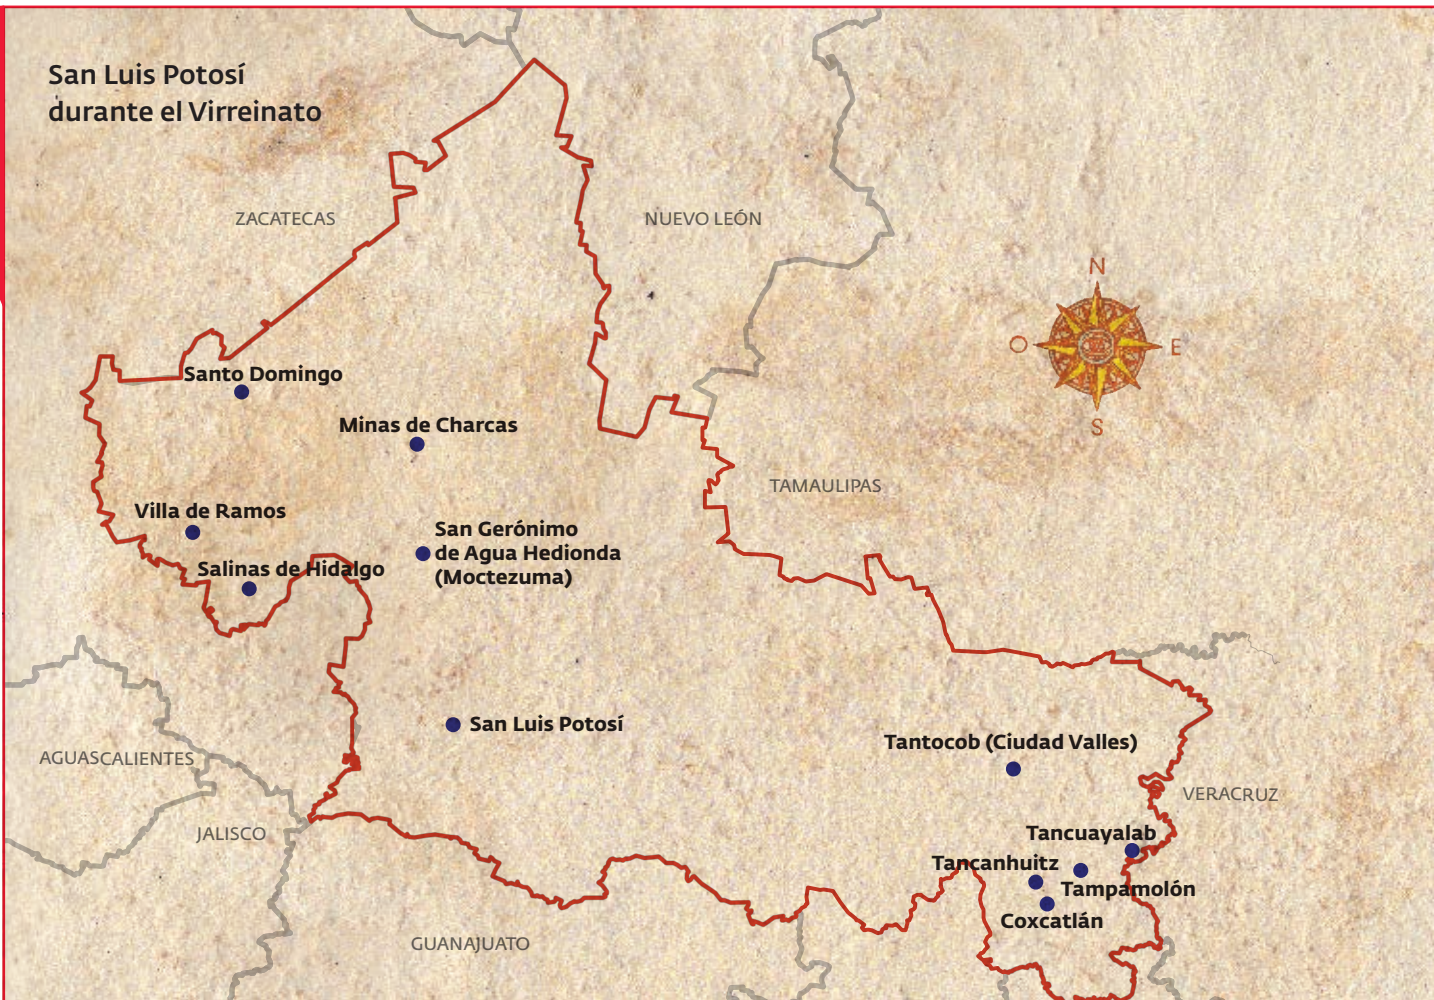 San Luis Potosí
durante el Virreinato
ZACATECAS
NUEVO LEÓN
N
O
E
S
Santo Domingo
Minas de Charcas
TAMAULIPAS
Villa de Ramos
San Gerónimo
de Agua Hedionda
(Moctezuma)
Salinas de Hidalgo
San Luis Potosí
Tantocob (Ciudad Valles)
AGUASCALIENTES
VERACRUZ
JALISCO
Tancuayalab
Tancanhuitz
Tampamolón
Coxcatlán
GUANAJUATO